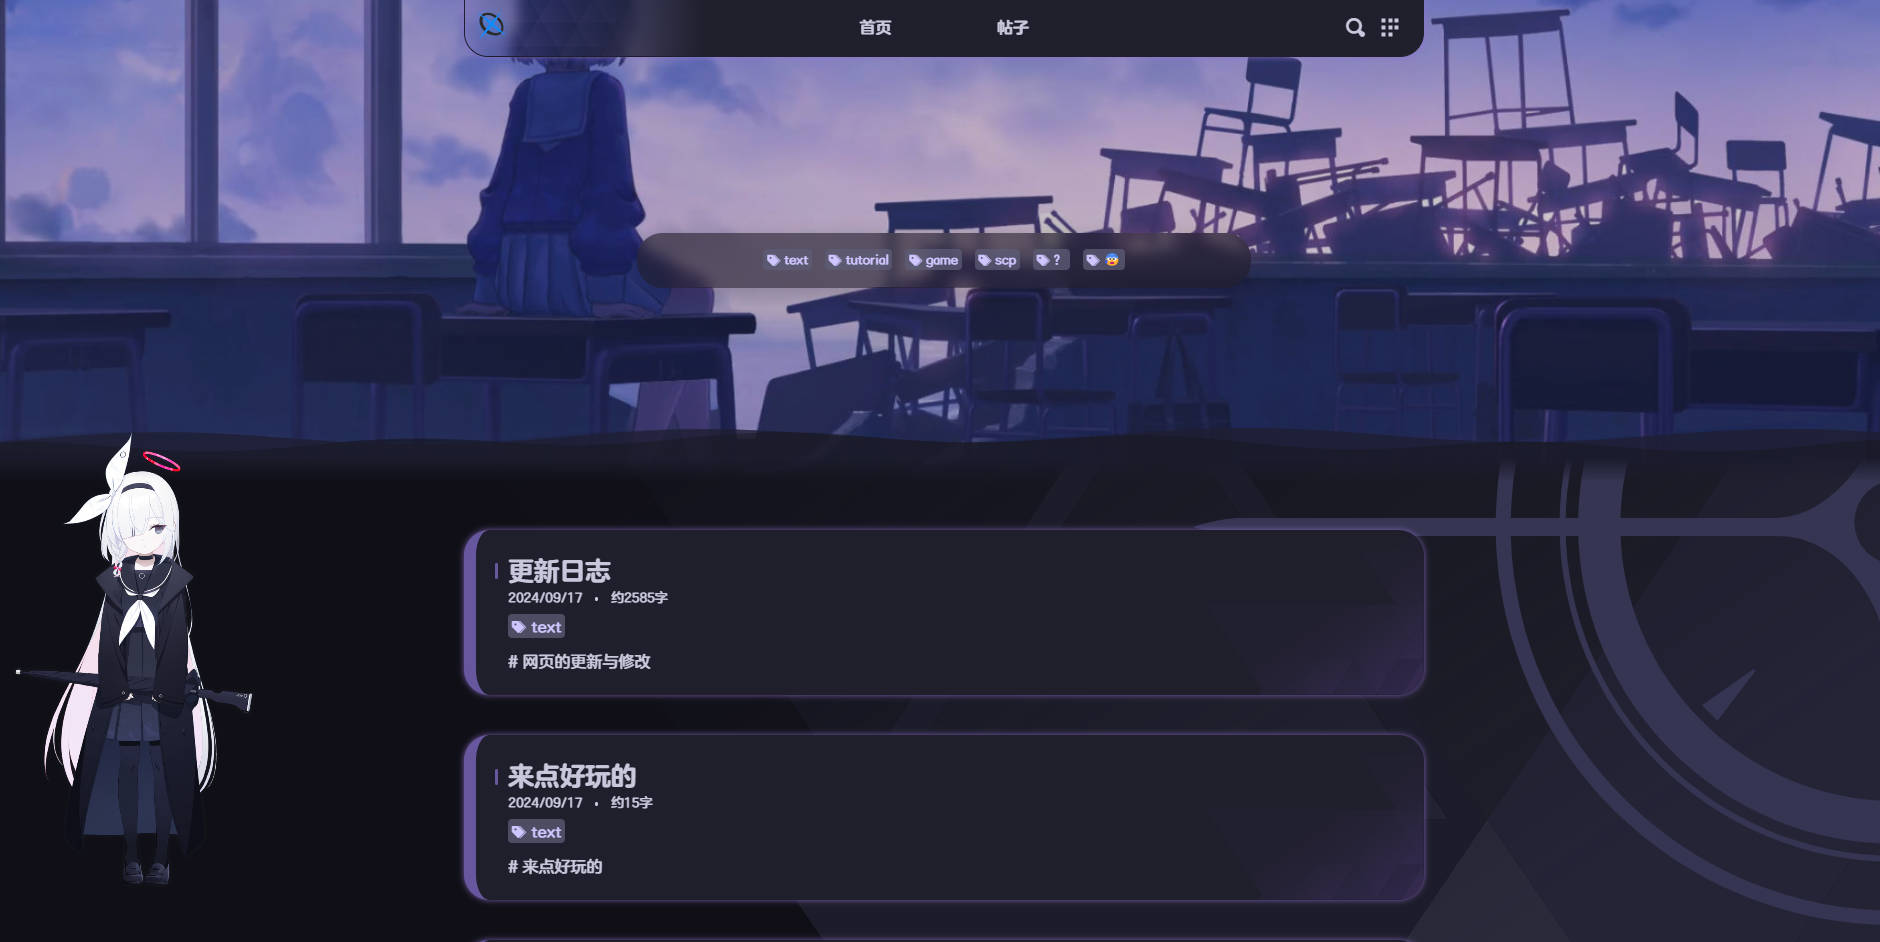 首页 帖子
text tutorial game scp ? 😨
更新日志
2024/09/17 • 约2585字
text
# 网页的更新与修改
来点好玩的
2024/09/17 • 约15字
text
# 来点好玩的